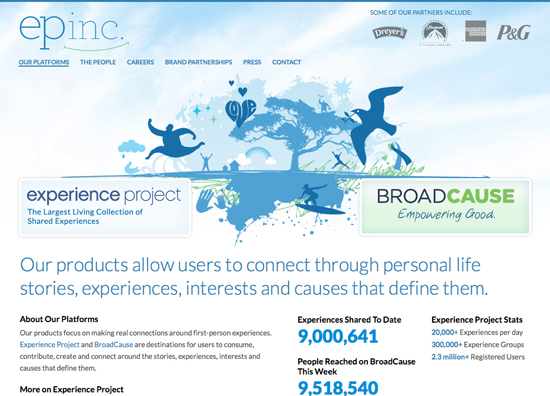 epinc.
SOME OF OUR PARTNERS INCLUDE:
Dreyer's
Paramount
P&G
OUR PLATFORMS THE PEOPLE CAREERS BRAND PARTNERSHIPS PRESS CONTACT
LOVE
experience project
The Largest Living Collection of
Shared Experiences
BROADCAUSE
Empowering Good.
Our products allow users to connect through personal life
stories, experiences, interests and causes that define them.
About Our Platforms
Our products focus on making real connections around first-person experiences.
Experience Project and BroadCause are destinations for users to consume,
contribute, create and connect around the stories, experiences, interests and
causes that define them.
More on Experience Project
Experiences Shared To Date
9,000,641
People Reached on BroadCause
This Week
9,518,540
Experience Project Stats
20,000+ Experiences per day
300,000+ Experience Groups
2.3 million+ Registered Users